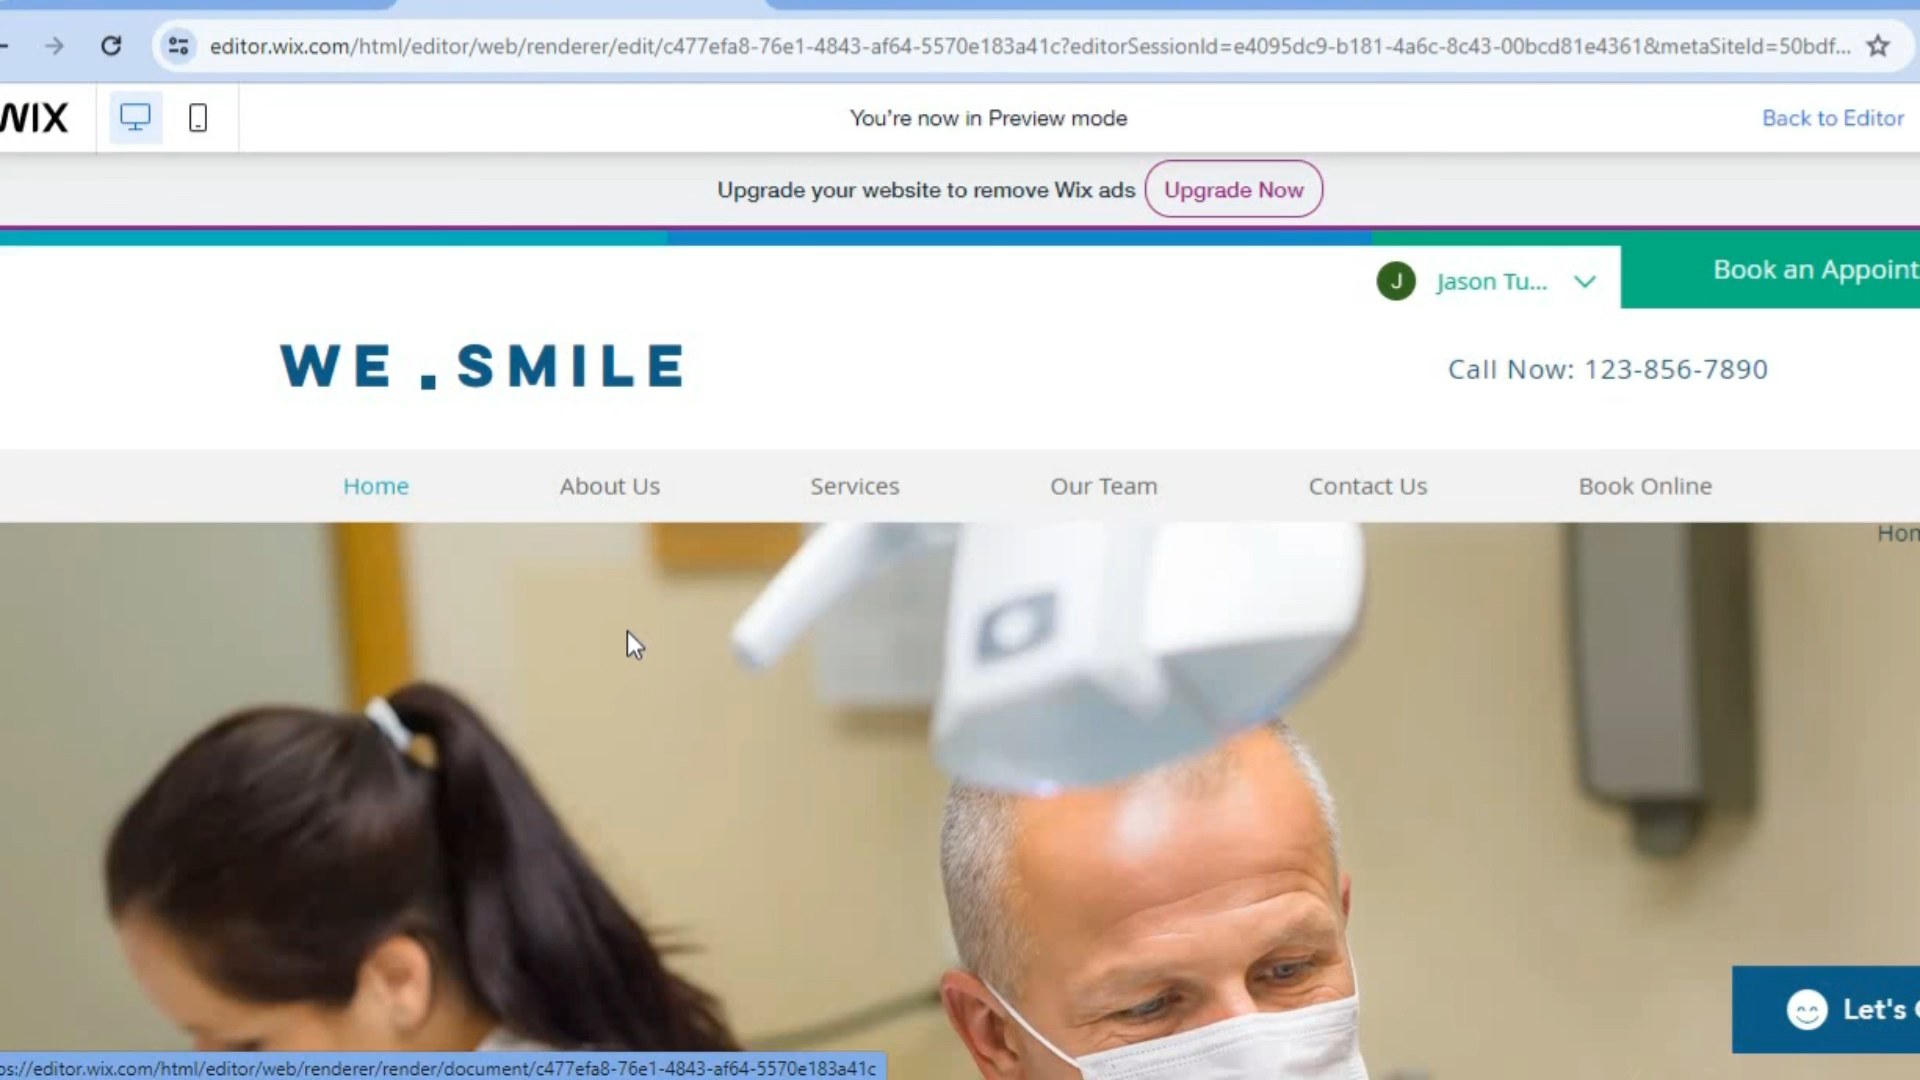 editor.wix.com/html/editor/web/renderer/edit/c477efa8-76e1-4843-af64-5570e183a41c?editorSessionId=e4095dc9-b181-4a6c-8c43-00bcd81e4361&metaSiteId=50bdf...
WIX
You're now in Preview mode
Back to Editor
Upgrade your website to remove Wix ads
Upgrade Now
J
Jason Tu...
Book an Appoint
WE.SMILE
Call Now: 123-856-7890
Home
About Us
Services
Our Team
Contact Us
Book Online
Hom
Let's
ps://editor.wix.com/html/editor/web/renderer/render/document/c477efa8-76e1-4843-af64-5570e183a41c